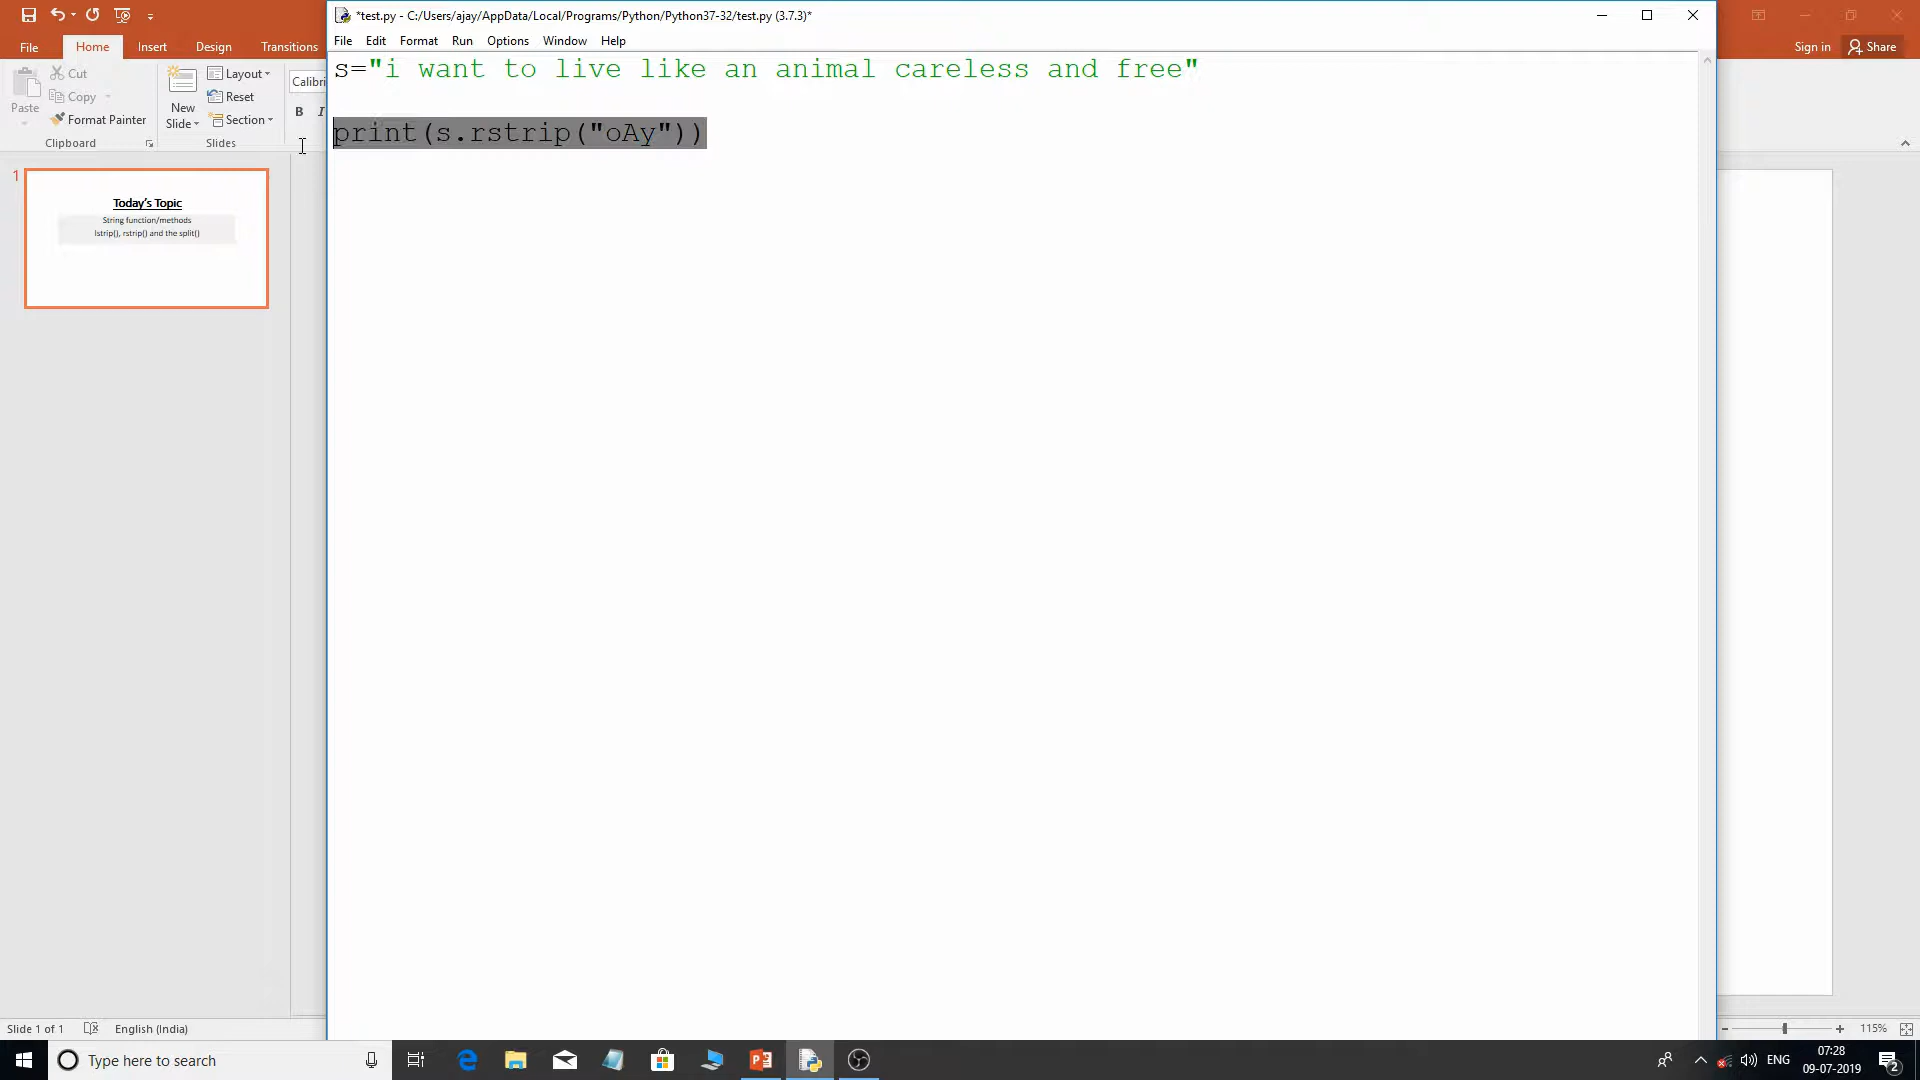 *test.py - C:/Users/ajay/AppData/Local/Programs/Python/Python37-32/test.py (3.7.3)*
File Edit Format Run Options Window Help
s="i want to live like an animal careless and free"
print(s.rstrip("oAy"))
File Home Insert Design Transitions
Sign in Share
Paste
Cut
Copy
Format Painter
Clipboard
New
Slide
Layout
Reset
Section
Slides
Calibri
B I
1
Today's Topic
String function/methods
lstrip(), rstrip() and the split()
Slide 1 of 1 English (India)
115%
Type here to search
ENG
07:28
09-07-2019
2